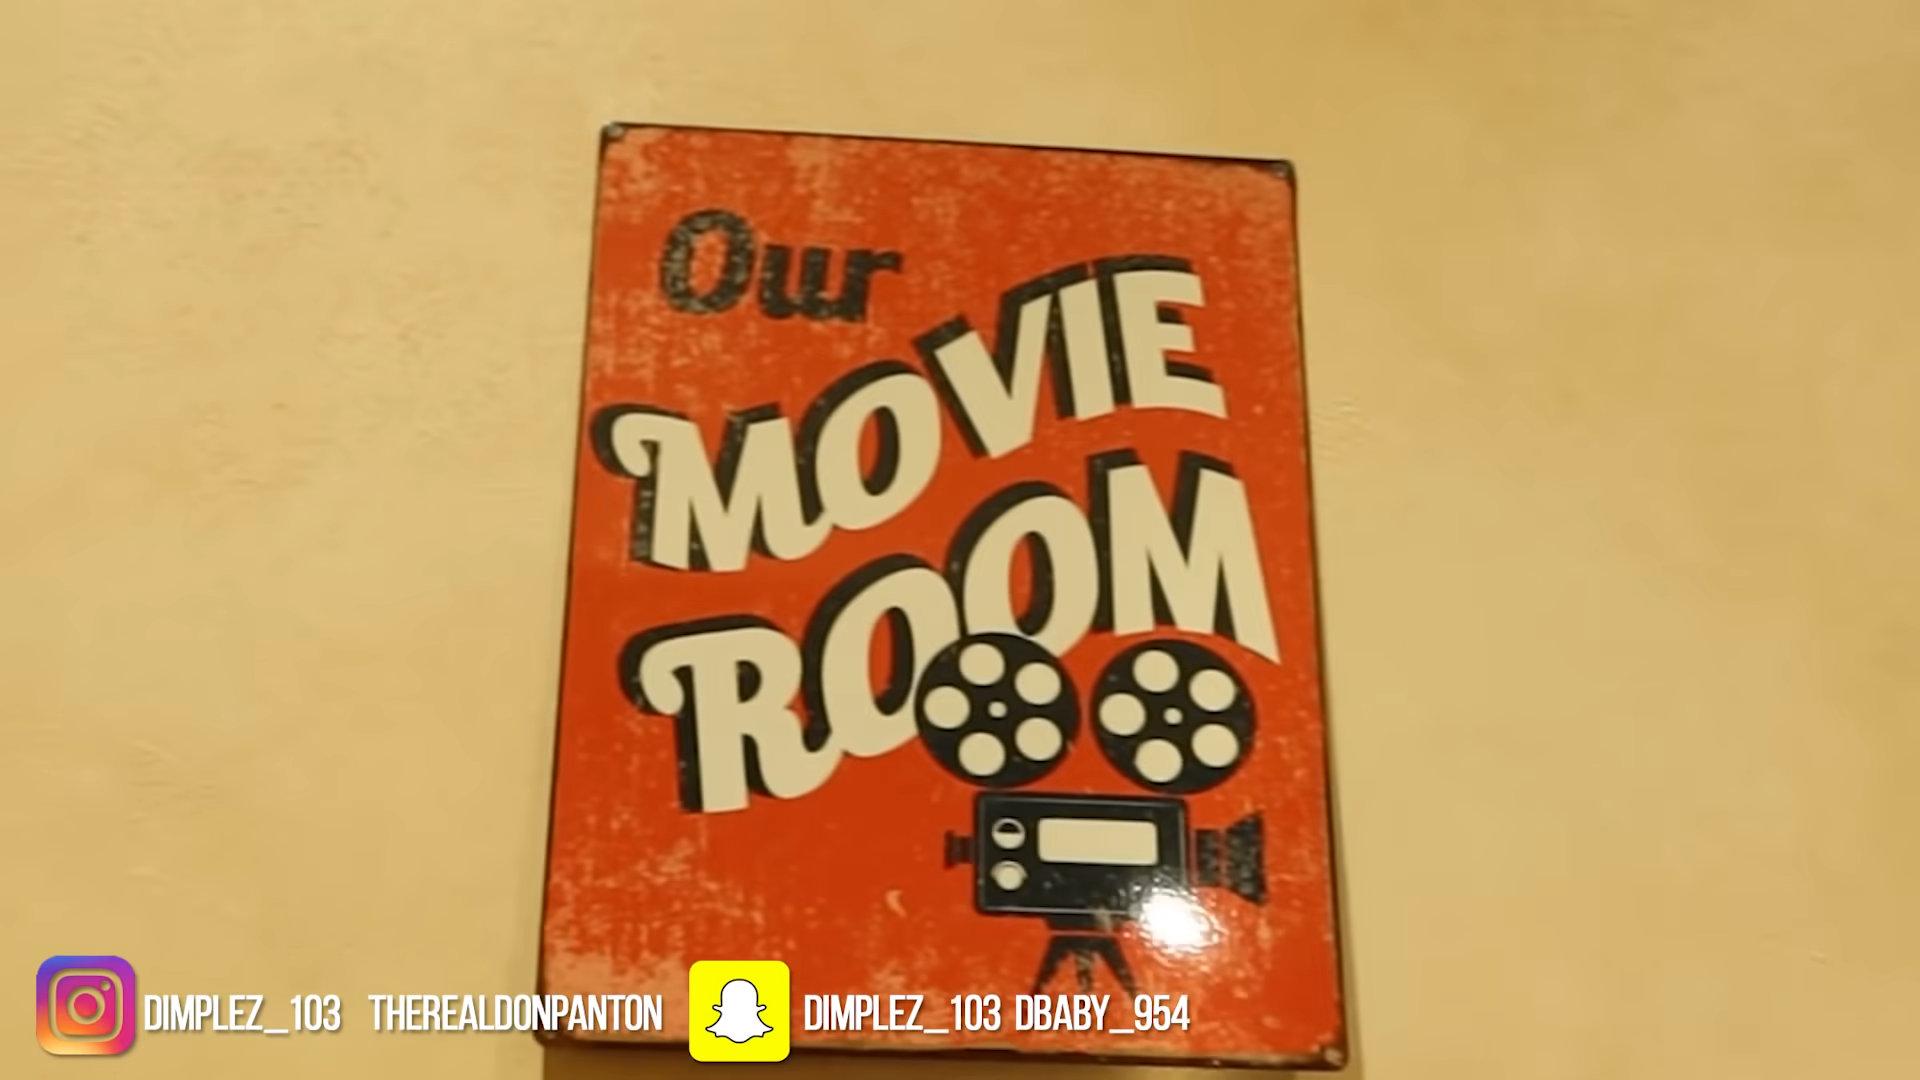 Our
MOVIE
ROOM
DIMPLEZ_103 THEREALDONPANTON DIMPLEZ_103 DBABY_954